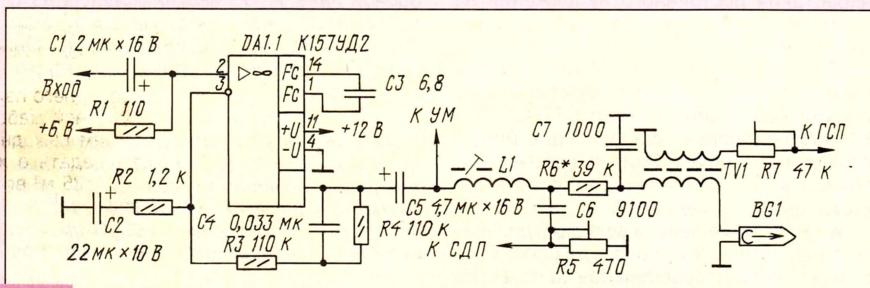 C1 2 мк × 16 В
Вход
R1 110
+6 В
R2 1,2 к
C2
22 мк × 10 В
DA1.1 К157УД2
2
3
▷∞
FC 14
FC 1
+U 11
-U 4
C3 6,8
+12 В
C4
0,033 мк
R3 110 к
R4 110 к
C5 4,7 мк × 16 В
К УМ
L1
R6* 39 к
C7 1000
C6
9100
К СДП
R5 470
TV1
R7 47 к
К ГСП
BG1